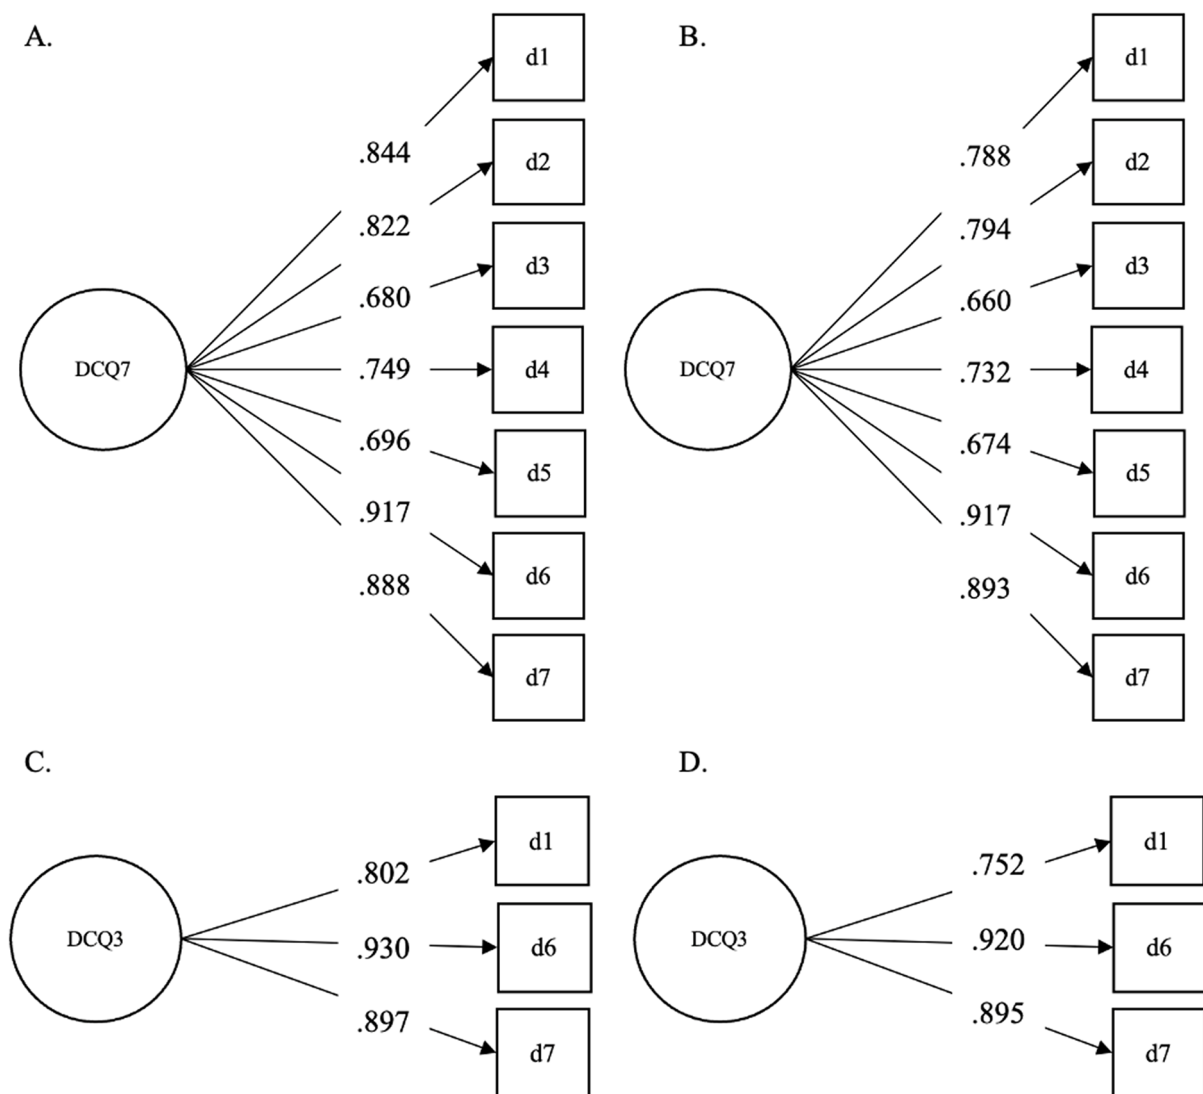 A.
DCQ7
.844
.822
.680
.749
.696
.917
.888
d1
d2
d3
d4
d5
d6
d7
B.
DCQ7
.788
.794
.660
.732
.674
.917
.893
d1
d2
d3
d4
d5
d6
d7
C.
DCQ3
.802
.930
.897
d1
d6
d7
D.
DCQ3
.752
.920
.895
d1
d6
d7